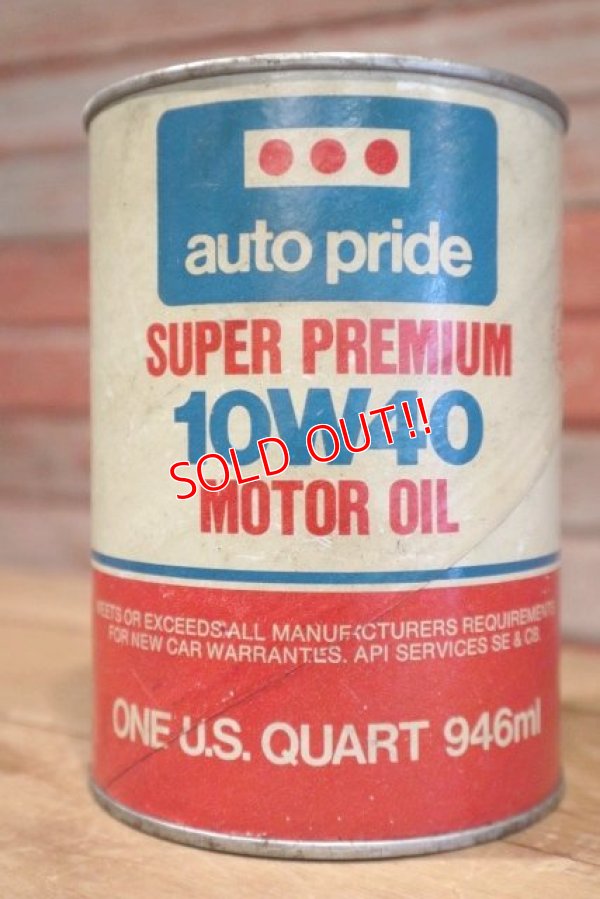 auto pride
SUPER PREMIUM
10W40
SOLD OUT!!
MOTOR OIL
MEETS OR EXCEEDS ALL MANUFACTURERS REQUIREMENTS
FOR NEW CAR WARRANTIES. API SERVICES SE & CB
ONE U.S. QUART 946ml